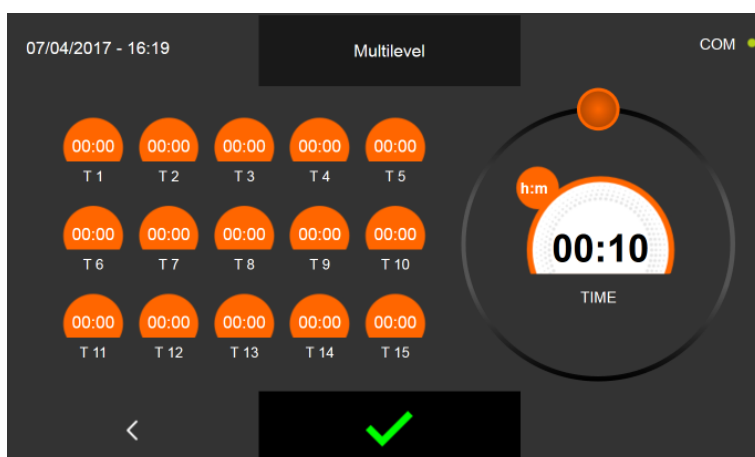 07/04/2017 - 16:19
Multilevel
COM
00:00 00:00 00:00 00:00 00:00
T 1 T 2 T 3 T 4 T 5
00:00 00:00 00:00 00:00 00:00
T 6 T 7 T 8 T 9 T 10
00:00 00:00 00:00 00:00 00:00
T 11 T 12 T 13 T 14 T 15
h:m
00:10
TIME